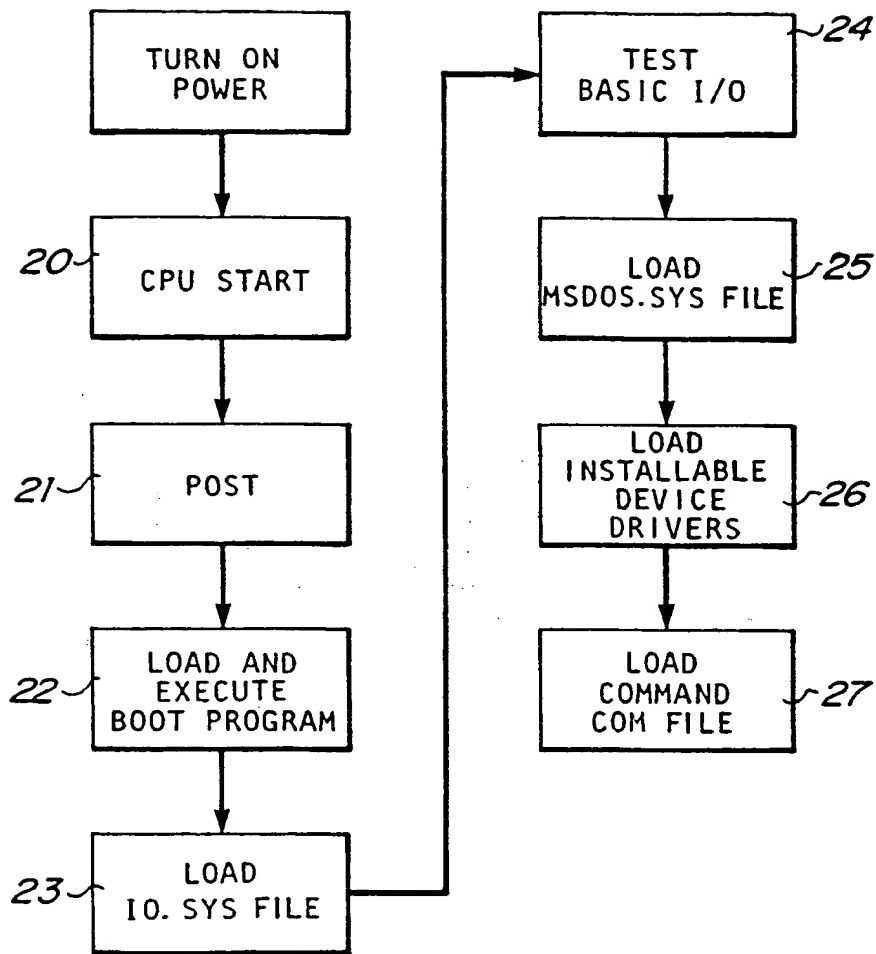 TURN ON
POWER
20
CPU START
21
POST
22
LOAD AND
EXECUTE
BOOT PROGRAM
23
LOAD
IO. SYS FILE
24
TEST
BASIC I/O
25
LOAD
MSDOS.SYS FILE
26
LOAD
INSTALLABLE
DEVICE
DRIVERS
27
LOAD
COMMAND
COM FILE